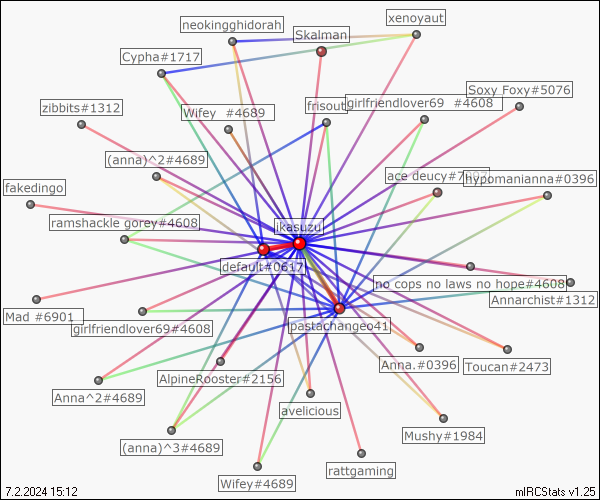 neokingghidorah
xenoyaut
Skalman
Cypha#1717
Soxy Foxy#5076
zibbits#1312
Wifey   #4689
frisout
girlfriendlover69   #4608
(anna)^2#4689
ace deucy#7
hypomanianna#0396
fakedingo
ramshackle gorey#4608
ikasuzu
default#0617
no cops no laws no hope#4608
Annarchist#1312
Mad  #6901
girlfriendlover69#4608
pastachangeo41
Anna.#0396
Toucan#2473
AlpineRooster#2156
Anna^2#4689
avelicious
Mushy#1984
(anna)^3#4689
rattgaming
Wifey#4689
7.2.2024 15:12
mIRCStats v1.25